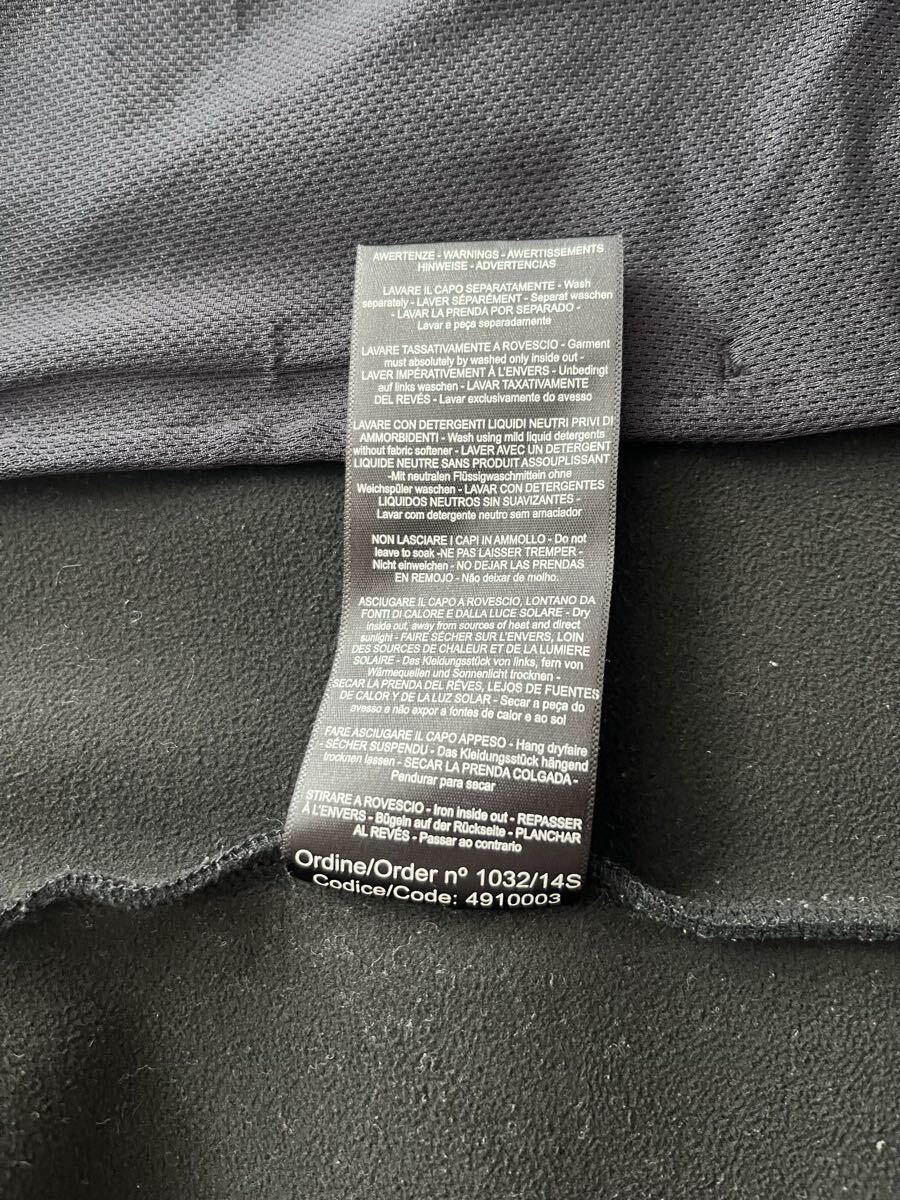 AWERTENZE - WARNINGS - AWERTISSEMENTS
HINWEISE - ADVERTENCIAS
LAVARE IL CAPO SEPARATAMENTE - Wash
separately - LAVER SÉPARÉMENT - Separat waschen
- LAVAR LA PRENDA POR SEPARADO -
Lavar a peça separadamente
LAVARE TASSATIVAMENTE A ROVESCIO - Garment
must absolutely by washed only inside out -
LAVER IMPÉRATIVEMENT À L'ENVERS - Unbedingt
auf links waschen - LAVAR TAXATIVAMENTE
DEL REVÉS - Lavar exclusivamente do avesso
LAVARE CON DETERGENTI LIQUIDI NEUTRI PRIVI DI
AMMORBIDENTI - Wash using mild liquid detergents
without fabric softener - LAVER AVEC UN DETERGENT
LIQUIDE NEUTRE SANS PRODUIT ASSOUPLISSANT
-Mit neutralen Flüssigwaschmitteln ohne
Weichspüler waschen - LAVAR CON DETERGENTES
LIQUIDOS NEUTROS SIN SUAVIZANTES -
Lavar com detergente neutro sem amaciador
NON LASCIARE I CAPI IN AMMOLLO - Do not
leave to soak -NE PAS LAISSER TREMPER -
Nicht einweichen - NO DEJAR LAS PRENDAS
EN REMOJO - Não deixar de molho.
ASCIUGARE IL CAPO A ROVESCIO, LONTANO DA
FONTI DI CALORE E DALLA LUCE SOLARE - Dry
inside out, away from sources of heat and direct
sunlight - FAIRE SÉCHER SUR L'ENVERS, LOIN
DES SOURCES DE CHALEUR ET DE LA LUMIERE
SOLAIRE - Das Kleidungsstück von links, fern von
Wärmequellen und Sonnenlicht trocknen -
SECAR LA PRENDA DEL RÉVES, LEJOS DE FUENTES
DE CALOR Y DE LA LUZ SOLAR - Secar a peça do
avesso e não expor a fontes de calor e ao sol
FARE ASCIUGARE IL CAPO APPESO - Hang dryfaire
- SÉCHER SUSPENDU - Das Kleidungsstück hängend
trocknen lassen - SECAR LA PRENDA COLGADA -
Pendurar para secar
STIRARE A ROVESCIO - Iron inside out - REPASSER
À L'ENVERS - Bügeln auf der Rückseite - PLANCHAR
AL REVÉS - Passar ao contrario
Ordine/Order nº 1032/14S
Codice/Code: 4910003